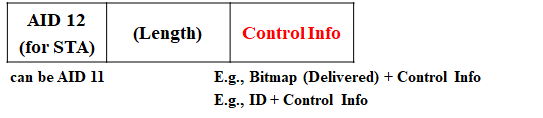 AID 12
(for STA)
(Length)
Control Info
can be AID 11
E.g., Bitmap (Delivered) + Control Info
E.g., ID + Control Info